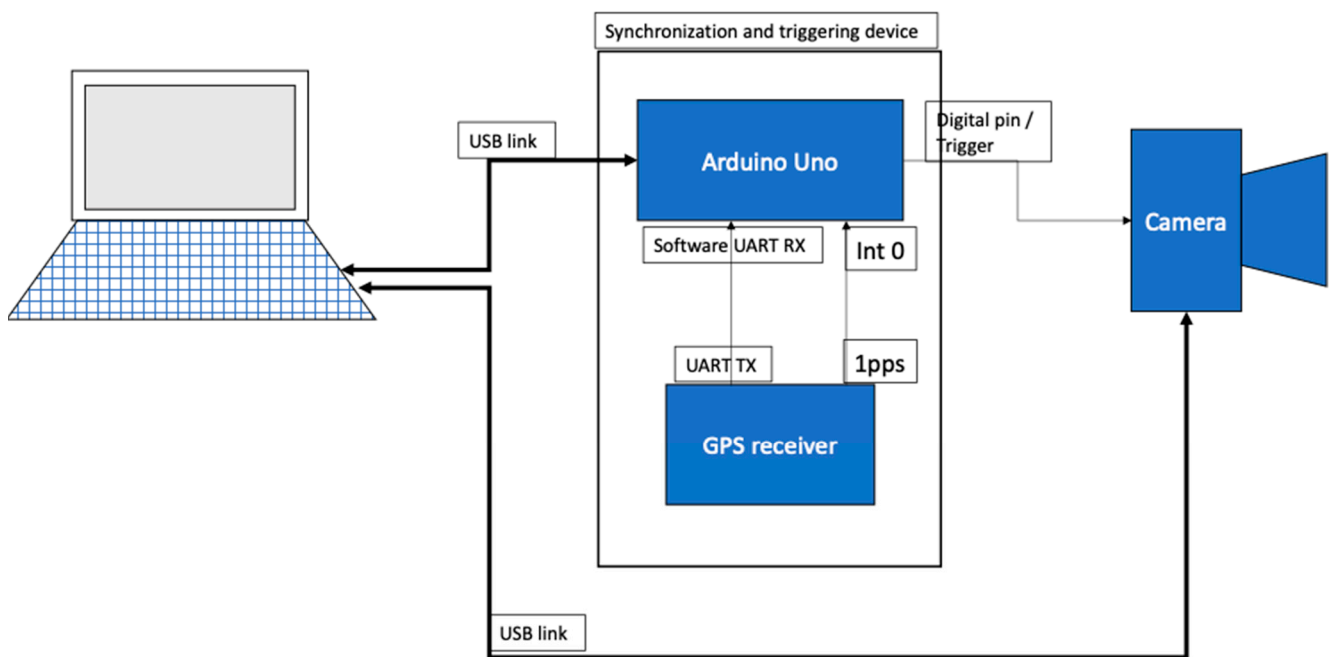 Synchronization and triggering device
USB link
Arduino Uno
Digital pin /
Trigger
Camera
Software UART RX
Int 0
UART TX
1pps
GPS receiver
USB link